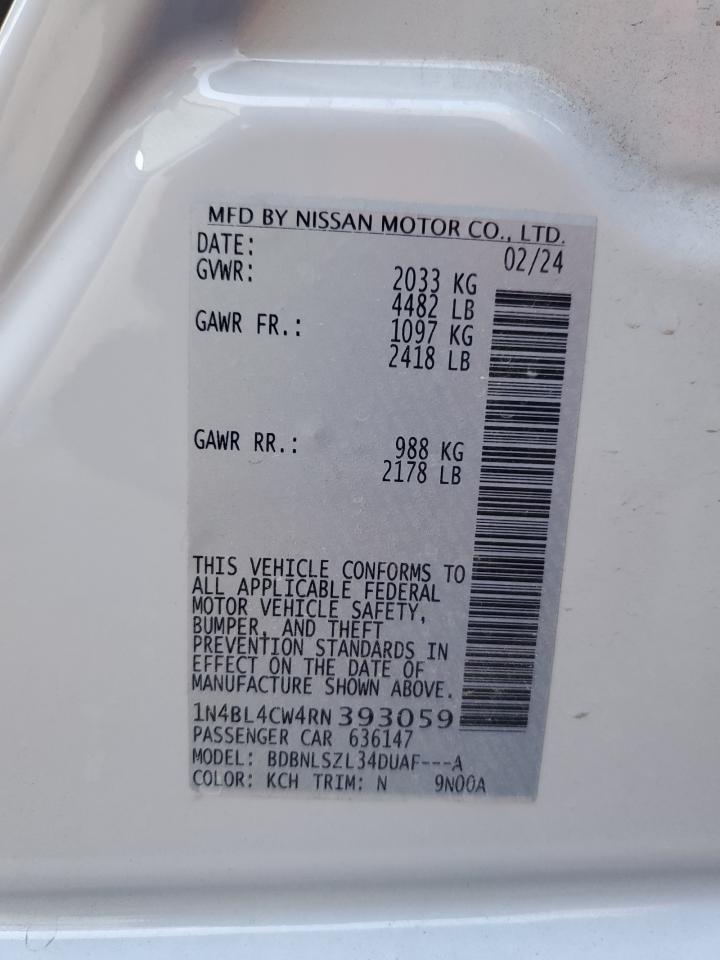 MFD BY NISSAN MOTOR CO., LTD.
DATE: 02/24
GVWR: 2033 KG
4482 LB
GAWR FR.: 1097 KG
2418 LB
GAWR RR.: 988 KG
2178 LB
THIS VEHICLE CONFORMS TO
ALL APPLICABLE FEDERAL
MOTOR VEHICLE SAFETY,
BUMPER, AND THEFT
PREVENTION STANDARDS IN
EFFECT ON THE DATE OF
MANUFACTURE SHOWN ABOVE.
1N4BL4CW4RN393059
PASSENGER CAR 636147
MODEL: BDBNLSZL34DUAF---A
COLOR: KCH TRIM: N 9N00A